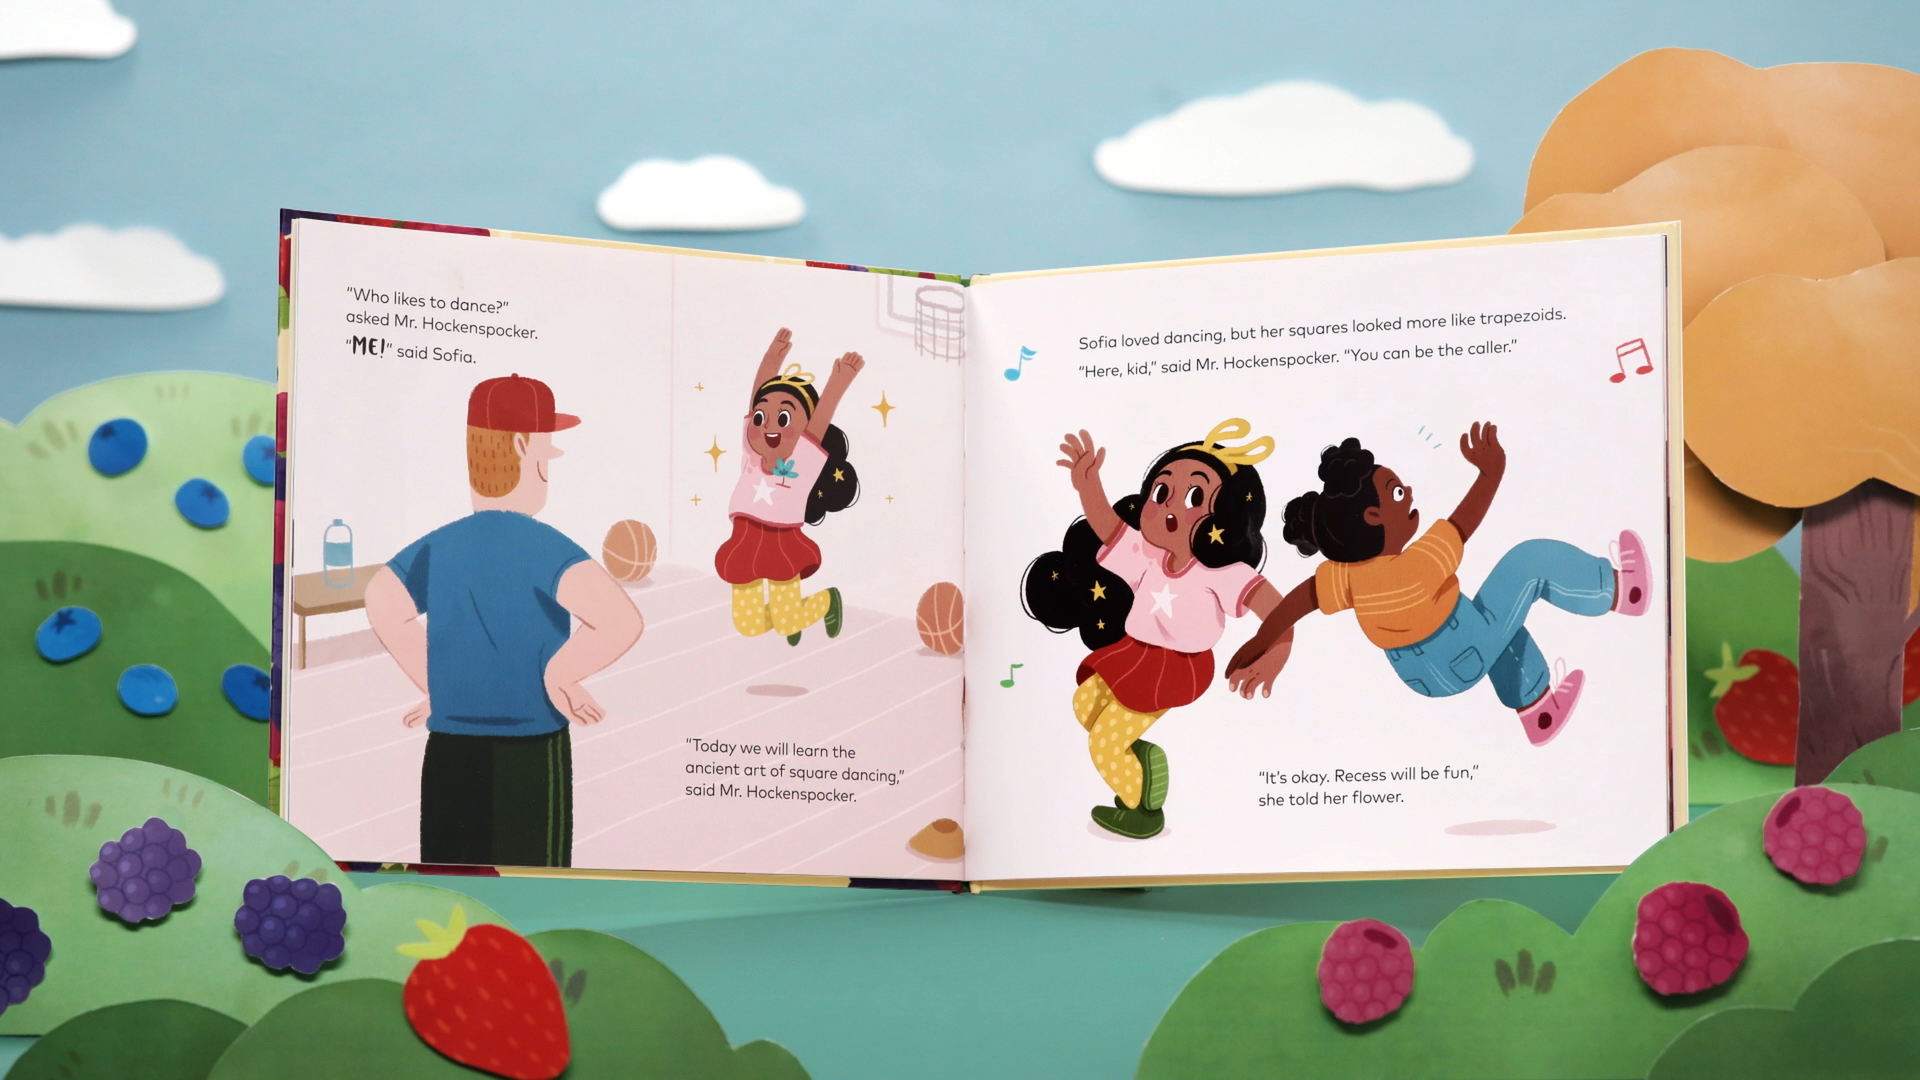 “Who likes to dance?”
asked Mr. Hockenspocker.
“ME!” said Sofia.
“Today we will learn the
ancient art of square dancing,”
said Mr. Hockenspocker.
Sofia loved dancing, but her squares looked more like trapezoids.
“Here, kid,” said Mr. Hockenspocker. “You can be the caller.”
“It’s okay. Recess will be fun,”
she told her flower.